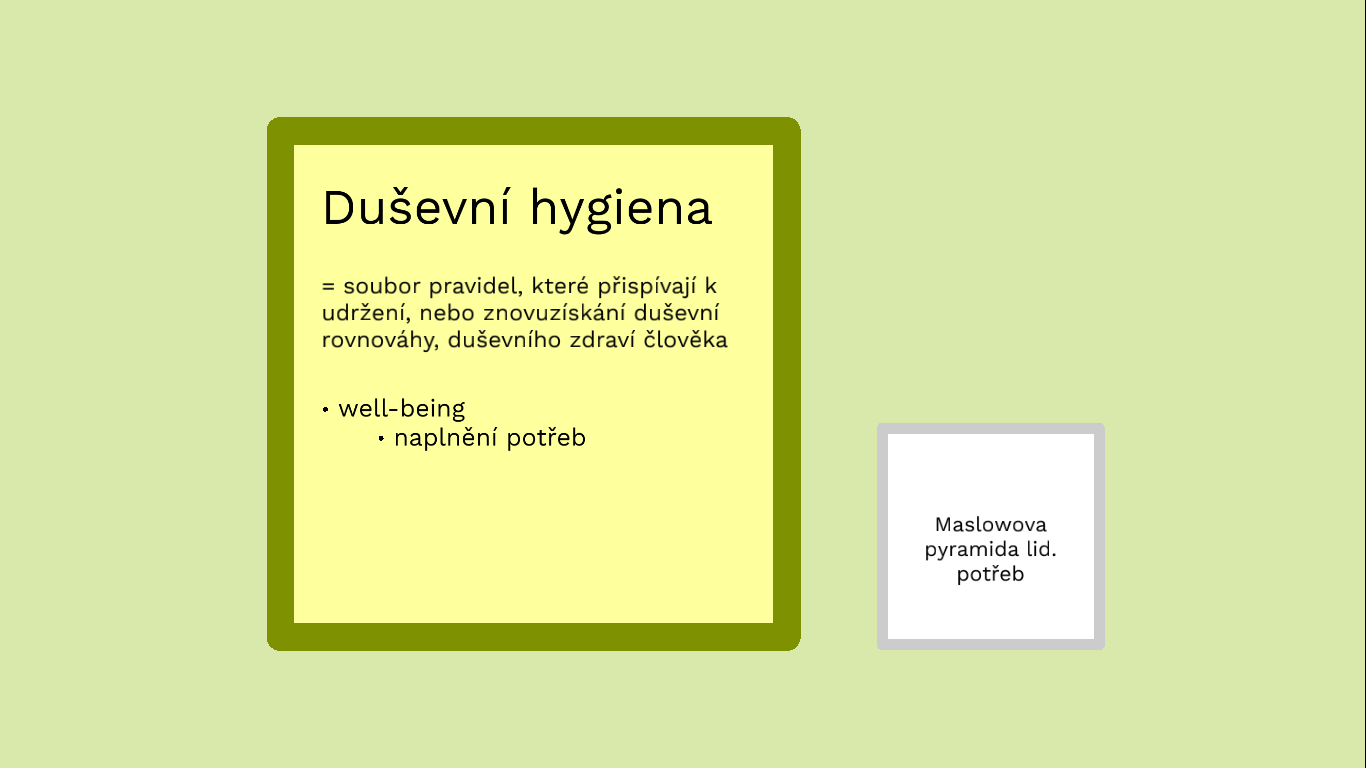 Duševní hygiena
= soubor pravidel, které přispívají k
udržení, nebo znovuzískání duševní
rovnováhy, duševního zdraví člověka
• well-being
• naplnění potřeb
Maslowova
pyramida lid.
potřeb